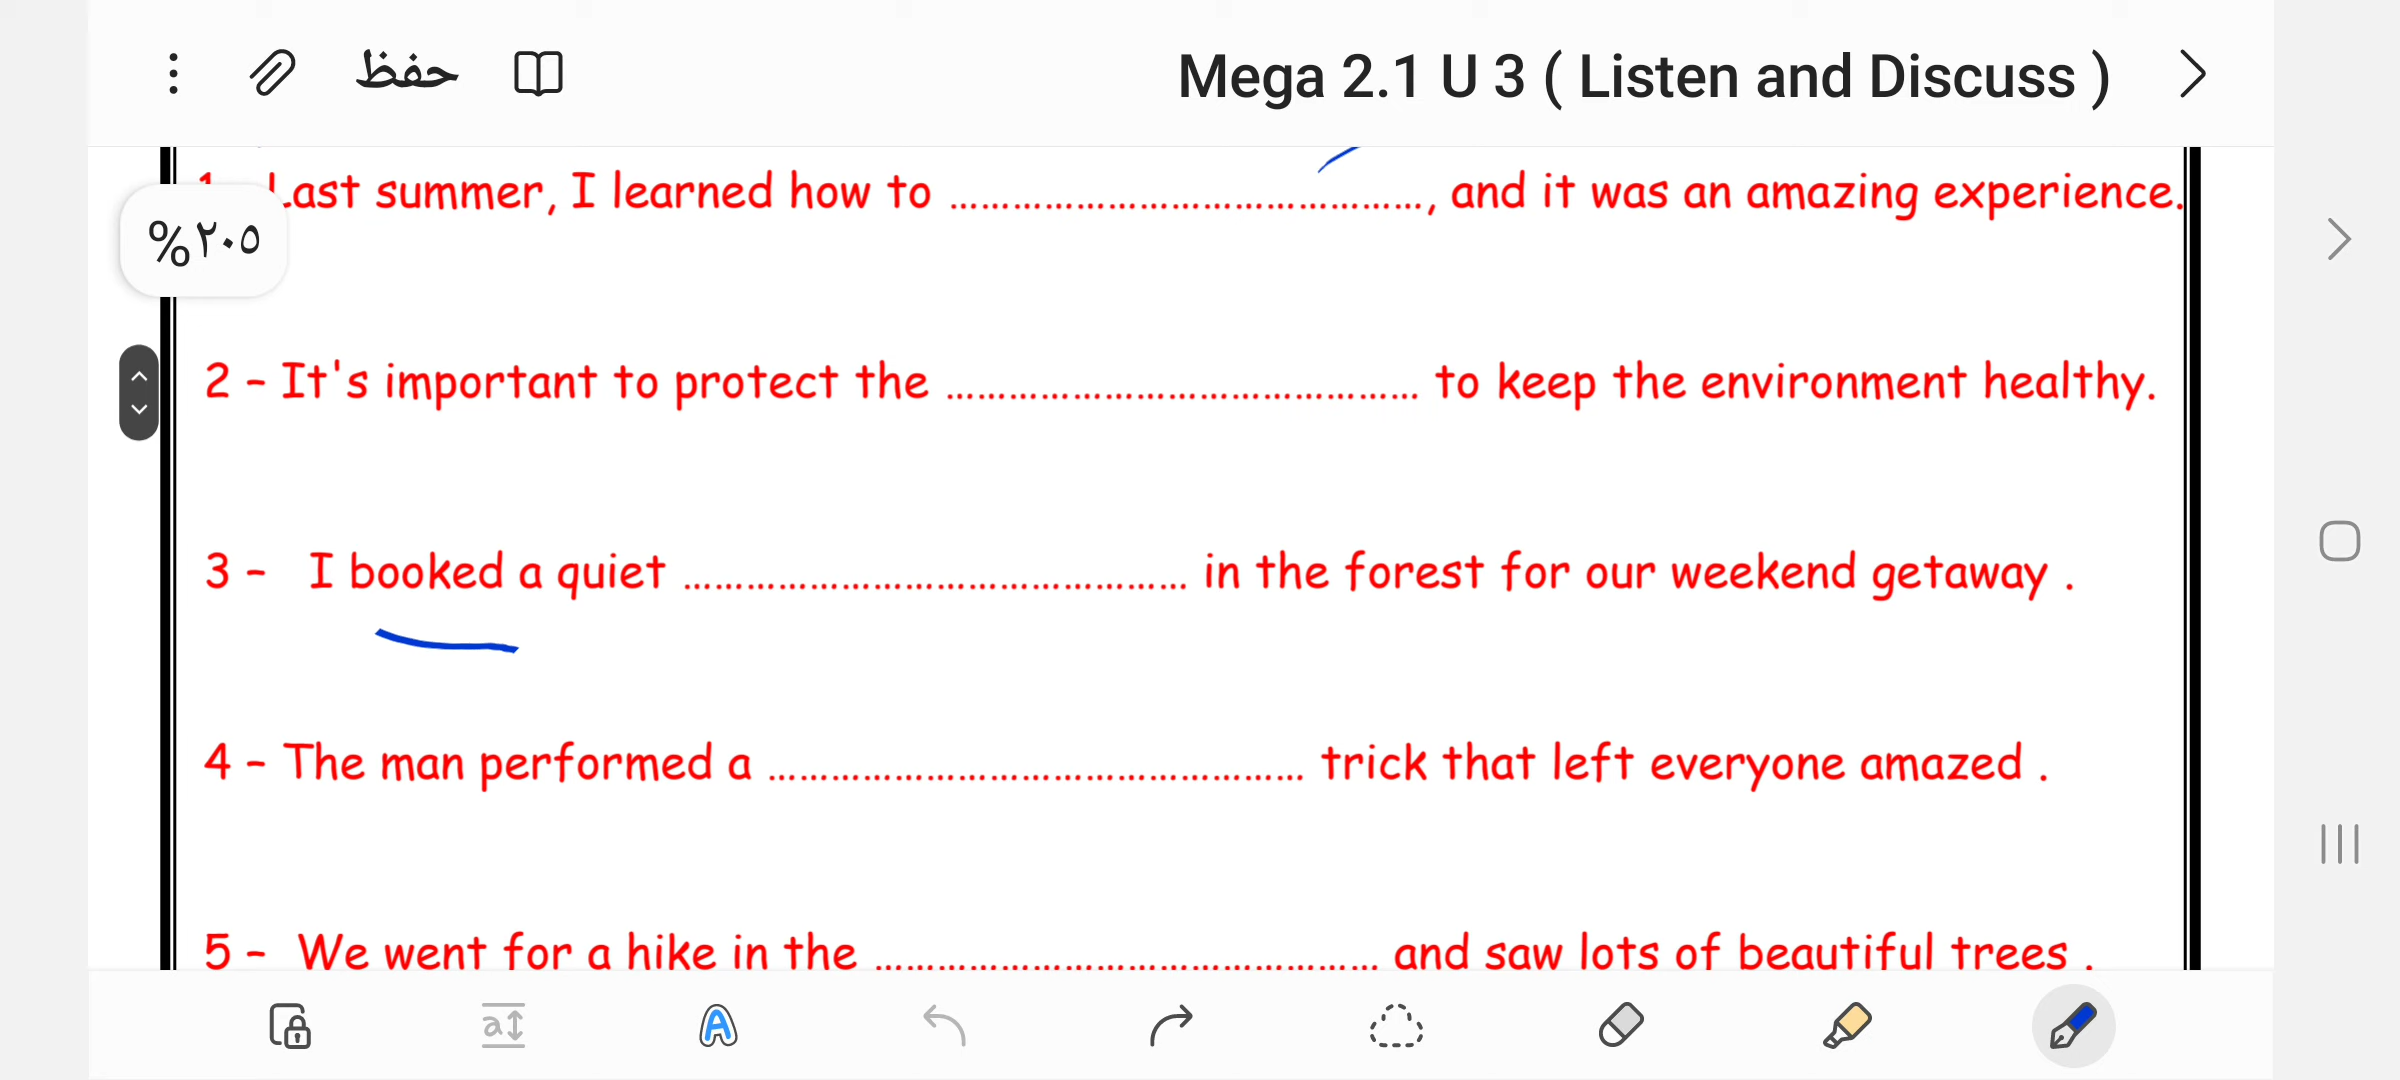 حفظ
Mega 2.1 U 3 ( Listen and Discuss )
1 - Last summer, I learned how to ................................................, and it was an amazing experience.
%٢٠٥
2 - It's important to protect the ................................................ to keep the environment healthy.
3 - I booked a quiet ................................................ in the forest for our weekend getaway .
4 - The man performed a ................................................ trick that left everyone amazed .
5 - We went for a hike in the ................................................ and saw lots of beautiful trees .
a
A